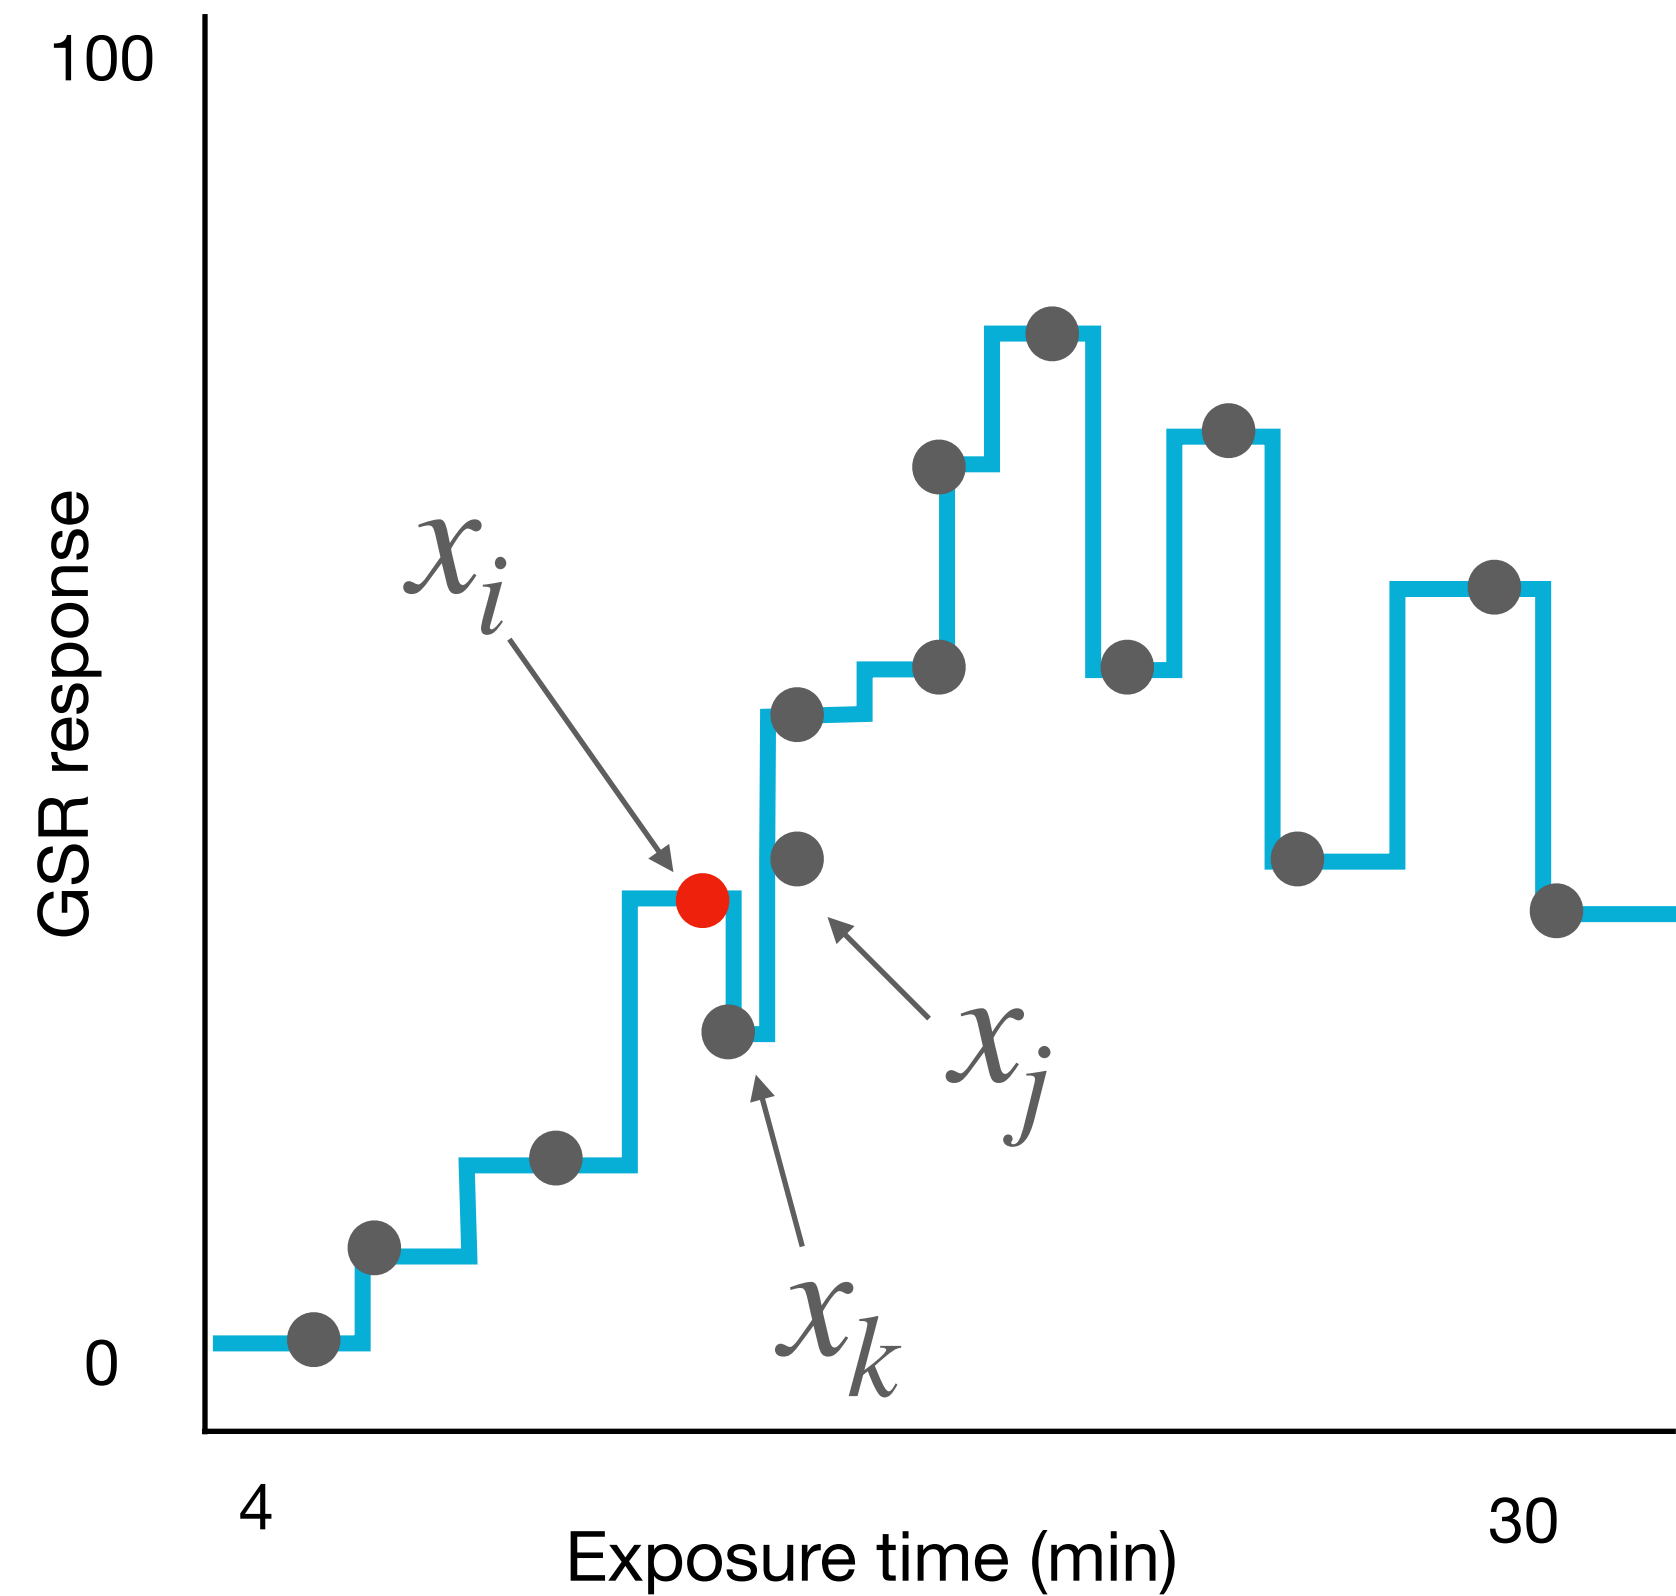 100
GSR response
x_i
x_j
x_k
0
4
30
Exposure time (min)